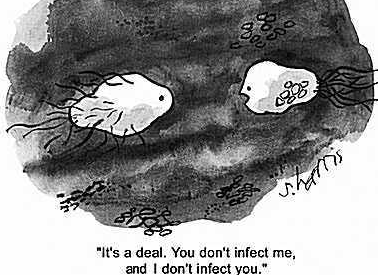 s.harris
"It's a deal. You don't infect me,
and I don't infect you."